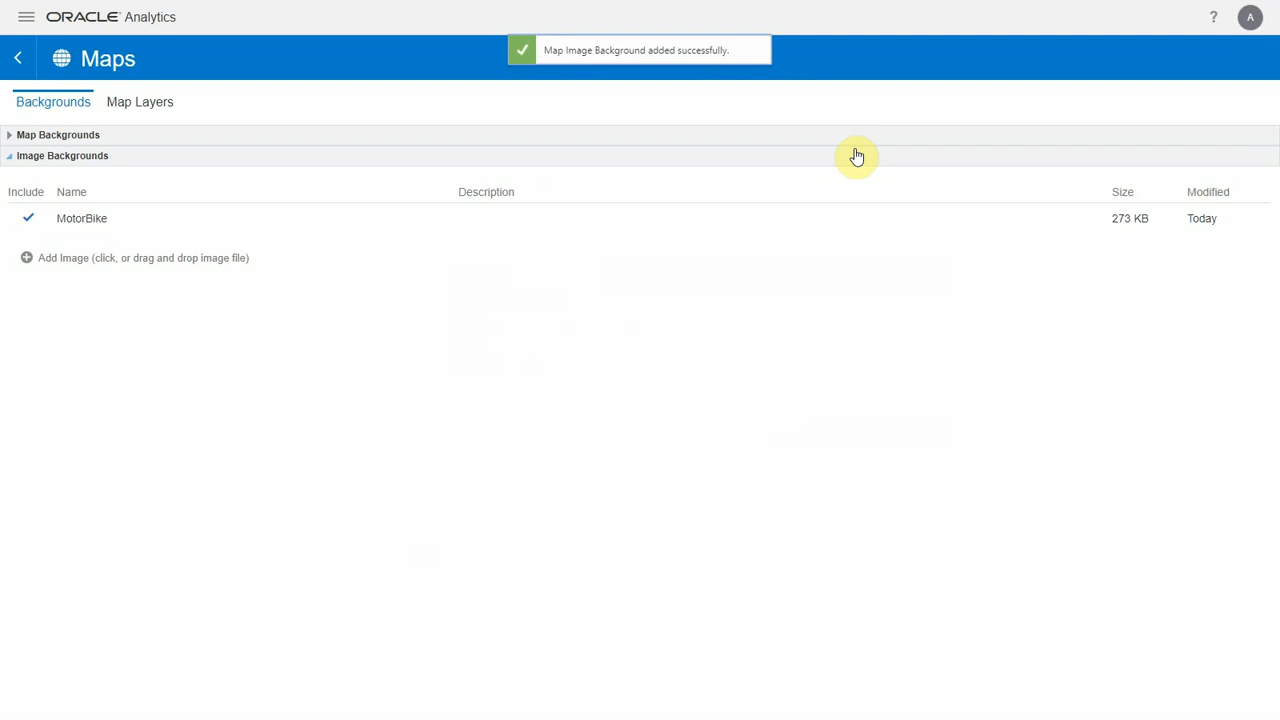 ORACLE Analytics
?
A
Map Image Background added successfully.
Maps
Backgrounds Map Layers
Map Backgrounds
Image Backgrounds
Include Name Description Size Modified
MotorBike 273 KB Today
Add Image (click, or drag and drop image file)